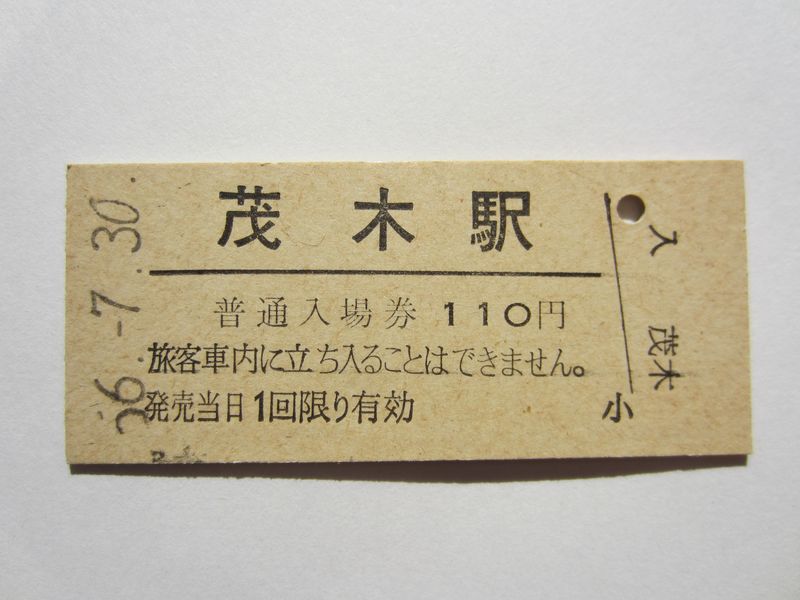 茂木駅
普通入場券 110円
旅客車内に立ち入ることはできません。
発売当日1回限り有効
56.-7.30.
入
茂木
小